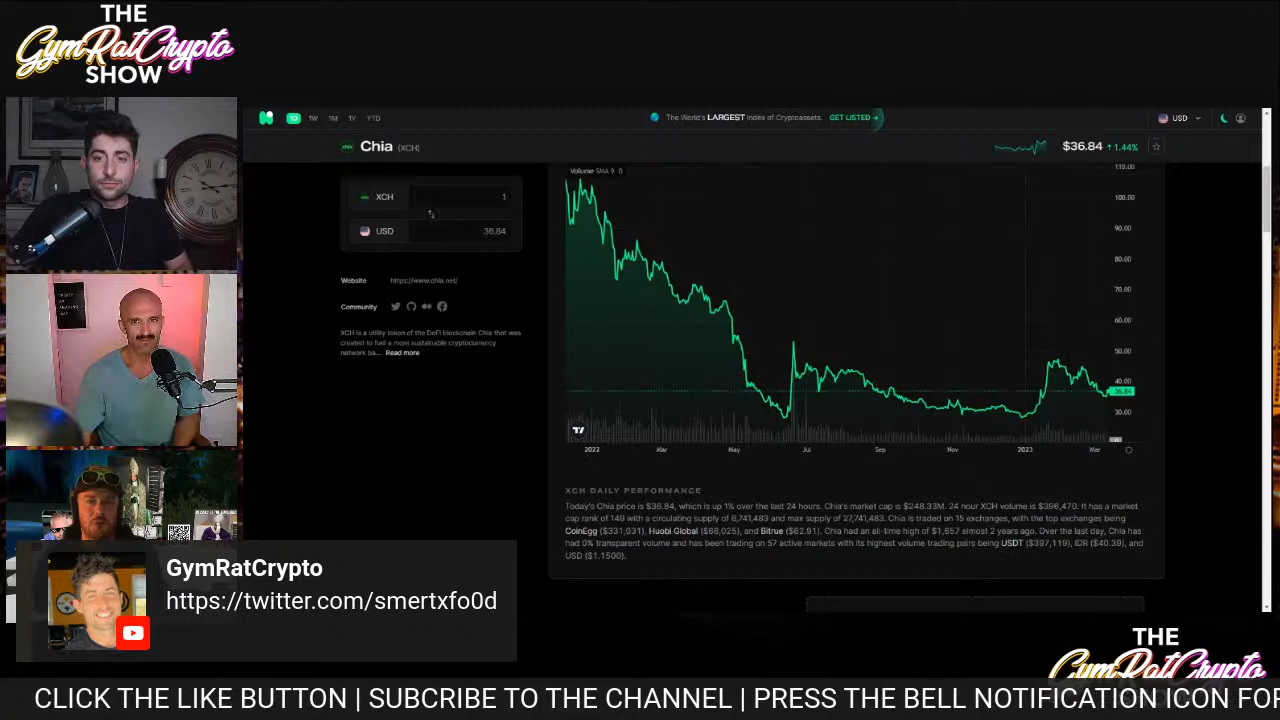 THE
GymRatCrypto
SHOW
1D 1W 1M 1Y YTD
The World's LARGEST Index of Cryptoassets. GET LISTED →
USD
Chia (XCH)
$36.84 ↑ 1.44%
XCH 1
USD 36.84
Website https://www.chia.net/
Community
XCH is a utility token of the DeFi blockchain Chia that was
created to fuel a more sustainable cryptocurrency
network ba... Read more
Volume SMA 9 0
110.00
100.00
90.00
80.00
70.00
60.00
50.00
40.00
36.84
30.00
0
2022 Mar May Jul Sep Nov 2023 Mar
XCH DAILY PERFORMANCE
Today's Chia price is $36.84, which is up 1% over the last 24 hours. Chia's market cap is $248.33M. 24 hour XCH volume is $396,470. It has a market
cap rank of 149 with a circulating supply of 6,741,483 and max supply of 27,741,483. Chia is traded on 15 exchanges, with the top exchanges being
CoinEgg ($331,031), Huobi Global ($66,025), and Bitrue ($62.91). Chia had an all-time high of $1,657 almost 2 years ago. Over the last day, Chia has
had 0% transparent volume and has been trading on 57 active markets with its highest volume trading pairs being USDT ($397,119), IDR ($40.39), and
USD ($1.1500).
GymRatCrypto
https://twitter.com/smertxfo0d
THE
GymRatCrypto
CLICK THE LIKE BUTTON | SUBCRIBE TO THE CHANNEL | PRESS THE BELL NOTIFICATION ICON FOR